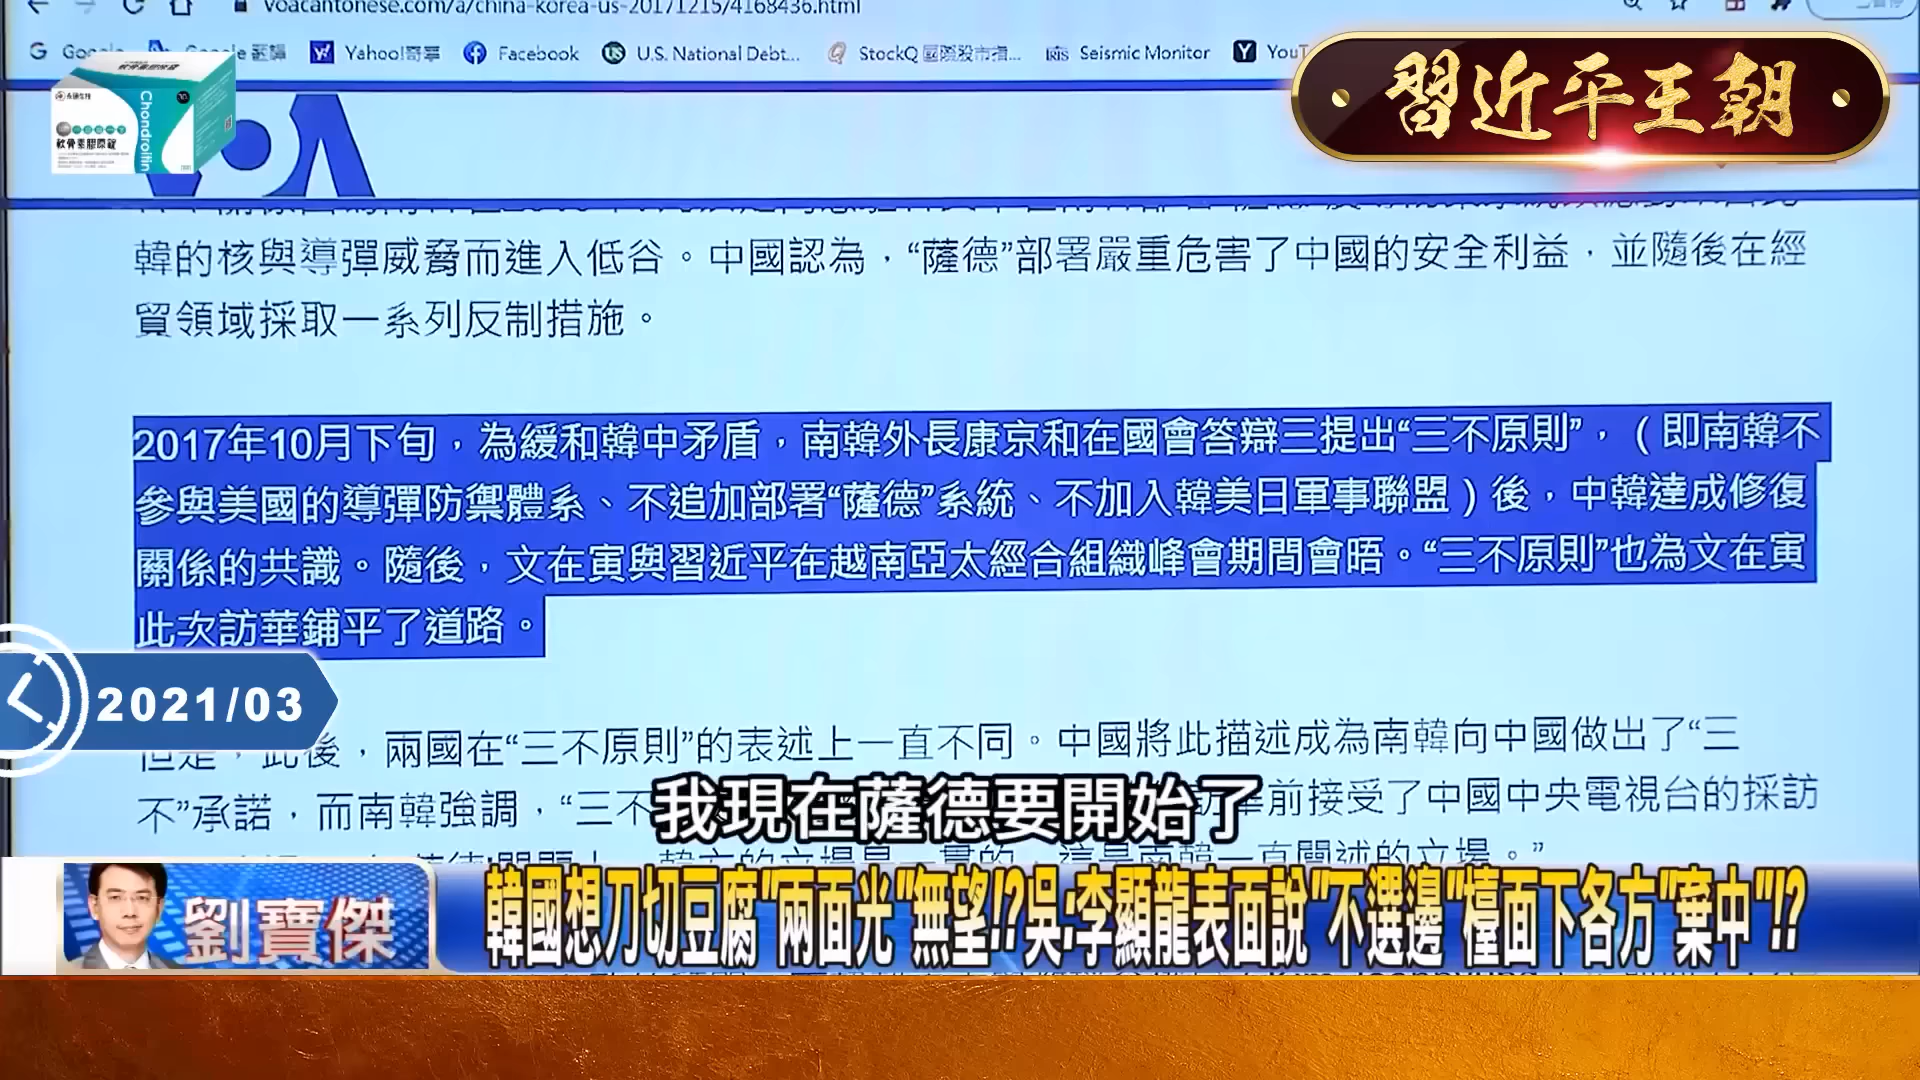 voacantonese.com/a/china-korea-us-20171215/4168436.html
Yahoo!奇摩
Facebook
U.S. National Debt...
StockQ 國際股市指...
Seismic Monitor
習近平王朝
Chondroitin
軟骨素膠原錠
VOA
韓的核與導彈威脅而進入低谷。中國認為，“薩德”部署嚴重危害了中國的安全利益，並隨後在經
貿領域採取一系列反制措施。
2017年10月下旬，為緩和韓中矛盾，南韓外長康京和在國會答辯三提出“三不原則”，（即南韓不
參與美國的導彈防禦體系、不追加部署“薩德”系統、不加入韓美日軍事聯盟）後，中韓達成修復
關係的共識。隨後，文在寅與習近平在越南亞太經合組織峰會期間會晤。“三不原則”也為文在寅
此次訪華鋪平了道路。
2021/03
但是，此後，兩國在“三不原則”的表述上一直不同。中國將此描述成為南韓向中國做出了“三
不”承諾，而南韓強調，“三不
華前接受了中國中央電視台的採訪
我現在薩德要開始了
劉寶傑
韓國想刀切豆腐"兩面光"無望!?吳:李顯龍表面說"不選邊"檯面下各方"棄中"!?